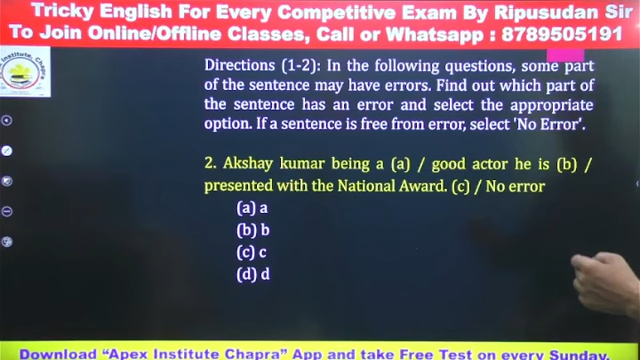 Tricky English For Every Competitive Exam By Ripusudan Sir
To Join Online/Offline Classes, Call or Whatsapp : 8789505191
Institute, Chapra
Directions (1-2): In the following questions, some part
of the sentence may have errors. Find out which part of
the sentence has an error and select the appropriate
option. If a sentence is free from error, select 'No Error'.
2. Akshay kumar being a (a) / good actor he is (b) /
presented with the National Award. (c) / No error
(a) a
(b) b
(c) c
(d) d
Download "Apex Institute Chapra" App and take Free Test on every Sunday.